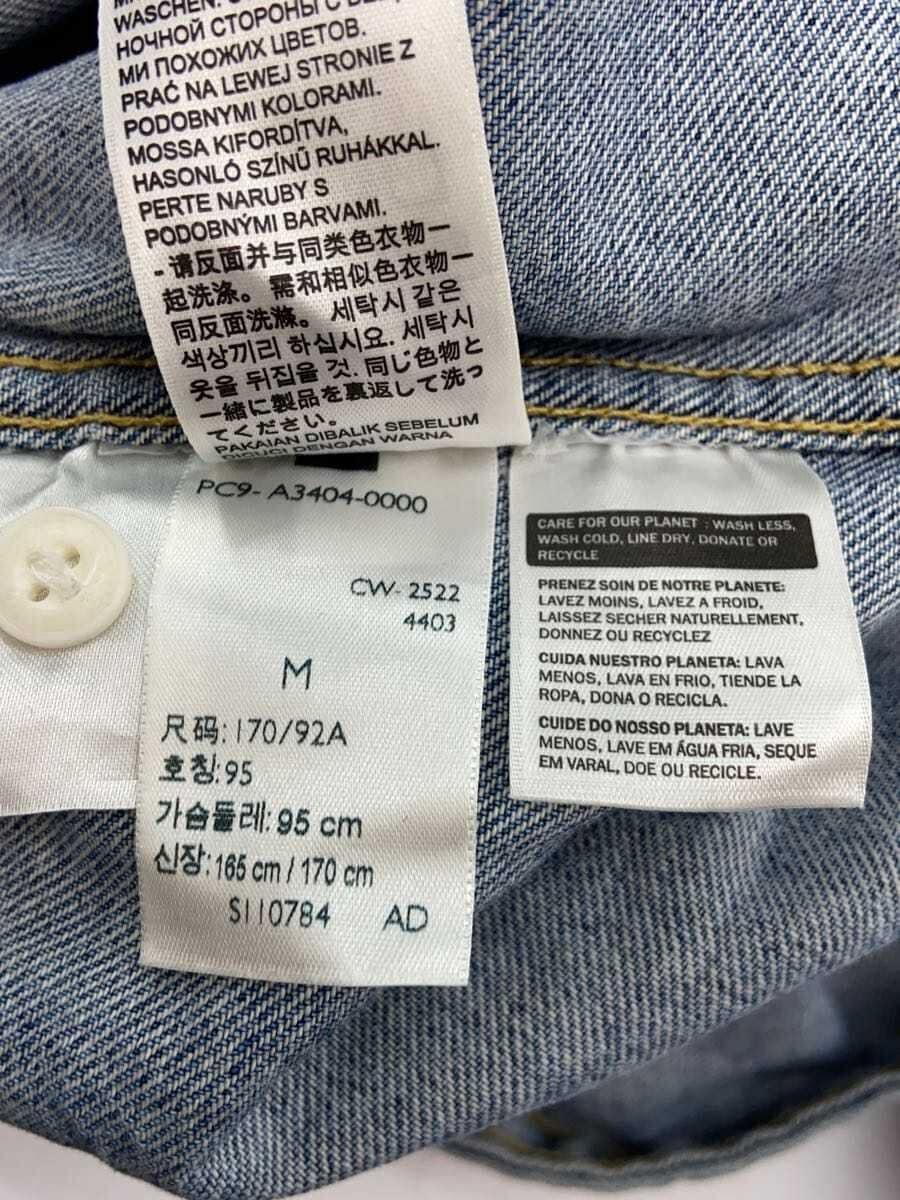 WASCHEN.
НОЧНОЙ СТОРОНЫ С
МИ ПОХОЖИХ ЦВЕТОВ.
PRAĆ NA LEWEJ STRONIE Z
PODOBNYMI KOLORAMI.
MOSSA KIFORDÍTVA,
HASONLÓ SZÍNŰ RUHÁKKAL.
PERTE NARUBY S
PODOBNÝMI BARVAMI.
- 请反面并与同类色衣物一
起洗涤。需和相似色衣物一
同反面洗滌。세탁시 같은
색상끼리 하십시요. 세탁시
옷을 뒤집을 것. 同じ色物と
一緒に製品を裏返して洗っ
てください。
PAKAIAN DIBALIK SEBELUM
DICUCI DENGAN WARNA
PC9- A3404-0000
CW- 2522
4403
M
尺码: 170/92A
호칭: 95
가슴둘레: 95 cm
신장: 165 cm / 170 cm
S110784 AD
CARE FOR OUR PLANET : WASH LESS,
WASH COLD, LINE DRY, DONATE OR
RECYCLE
PRENEZ SOIN DE NOTRE PLANETE:
LAVEZ MOINS, LAVEZ A FROID,
LAISSEZ SECHER NATURELLEMENT,
DONNEZ OU RECYCLEZ
CUIDA NUESTRO PLANETA: LAVA
MENOS, LAVA EN FRIO, TIENDE LA
ROPA, DONA O RECICLA.
CUIDE DO NOSSO PLANETA: LAVE
MENOS, LAVE EM ÁGUA FRIA, SEQUE
EM VARAL, DOE OU RECICLE.